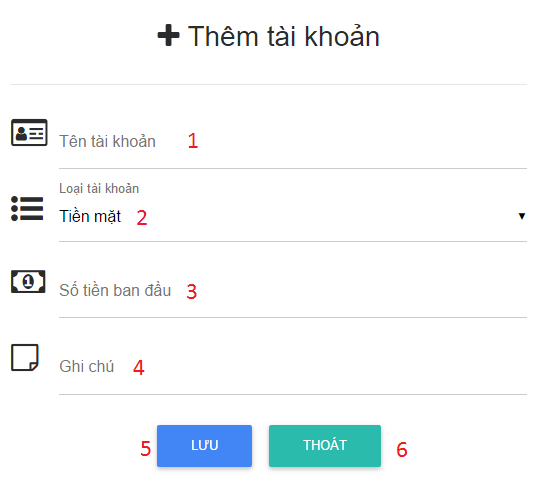 Thêm tài khoản
Tên tài khoản 1
Loại tài khoản
Tiền mặt 2 ▼
1
Số tiền ban đầu 3
Ghi chú 4
5 LƯU THOÁT 6